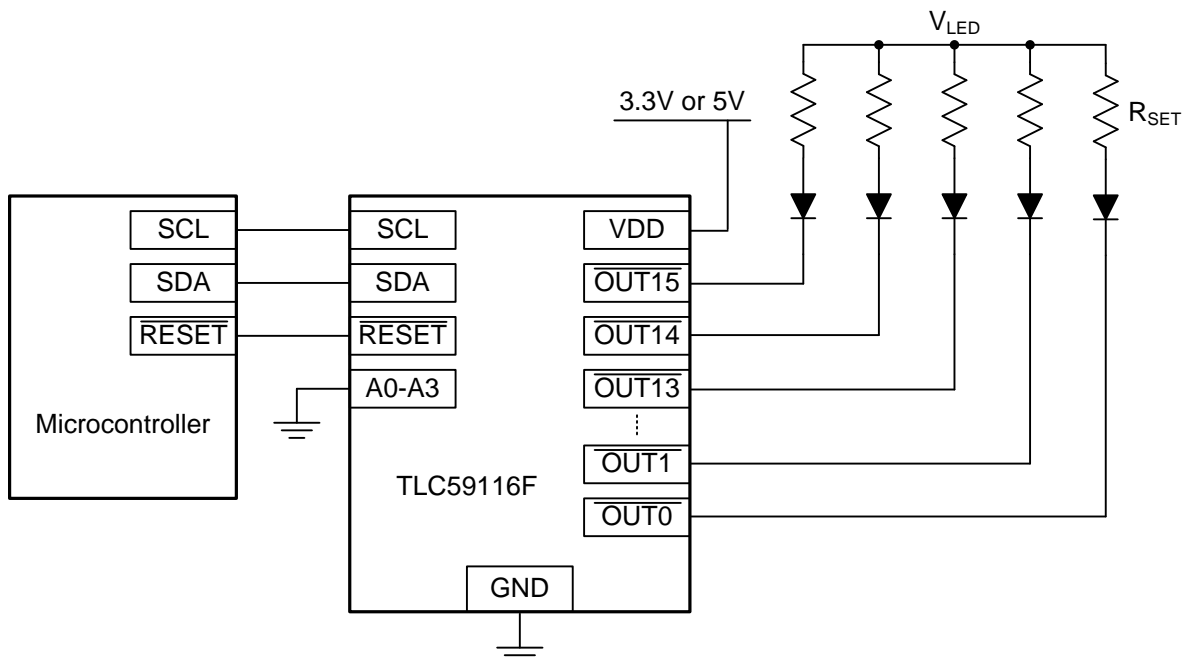 V_LED
3.3V or 5V
R_SET
SCL
SCL
VDD
SDA
SDA
OUT15
RESET
RESET
OUT14
A0-A3
OUT13
Microcontroller
OUT1
TLC59116F
OUT0
GND